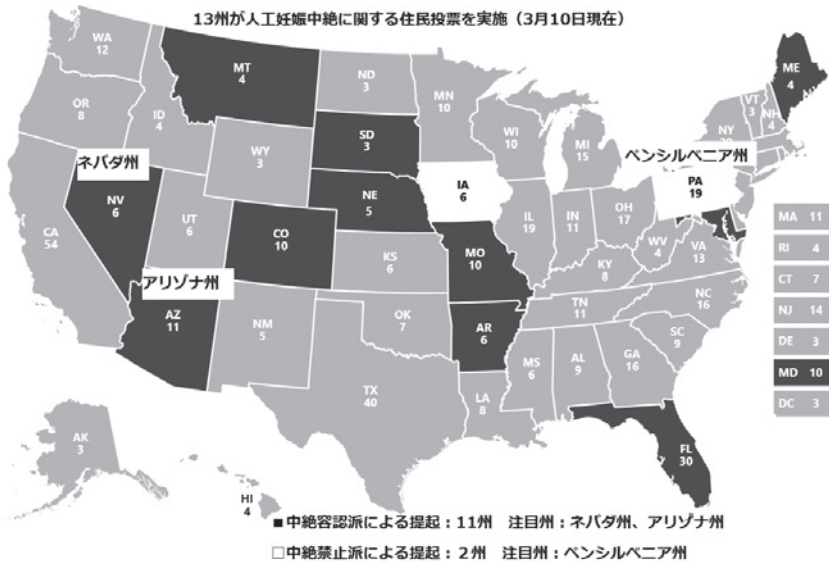 13州が人工妊娠中絶に関する住民投票を実施（3月10日現在）
WA
12
MT
4
ND
3
MN
10
ME
4
VT
3
NH
4
OR
8
ID
4
SD
3
WI
10
MI
15
NY
WY
3
ペンシルベニア州
PA
19
ネバダ州
NV
6
NE
5
IA
6
IL
19
IN
11
OH
17
MA 11
RI 4
CT 7
NJ 14
DE 3
MD 10
DC 3
CA
54
UT
6
CO
10
KS
6
MO
10
KY
8
WV
4
VA
13
アリゾナ州
AZ
11
NM
5
OK
7
AR
6
TN
11
NC
16
SC
9
MS
6
AL
9
GA
16
TX
40
LA
8
FL
30
AK
3
HI
4
■中絶容認派による提起：11州 注目州：ネバダ州、アリゾナ州
□中絶禁止派による提起：２州 注目州：ペンシルベニア州